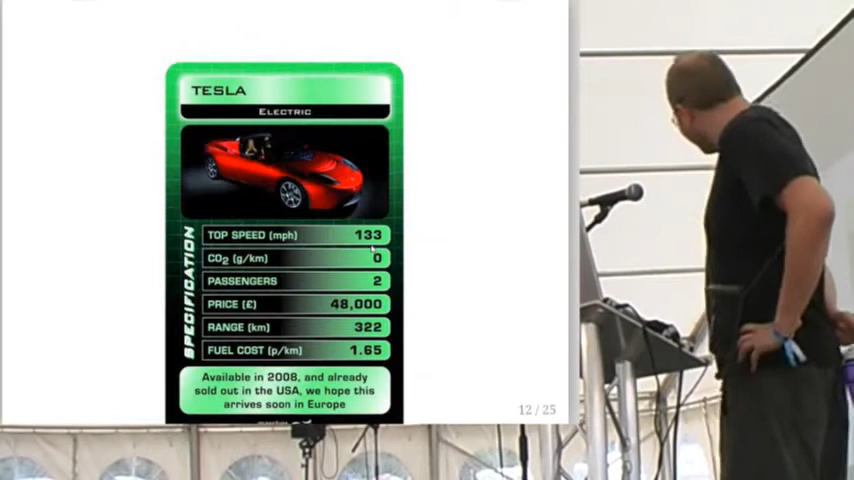 TESLA
ELECTRIC
SPECIFICATION
TOP SPEED (mph) 133
CO2 (g/km) 0
PASSENGERS 2
PRICE (£) 48,000
RANGE (km) 322
FUEL COST (p/km) 1.65
Available in 2008, and already
sold out in the USA, we hope this
arrives soon in Europe
12 / 25